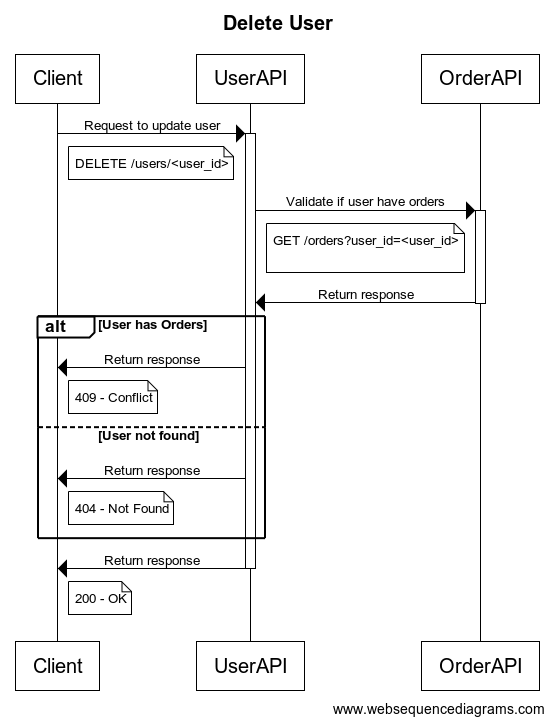 Delete User
Client
UserAPI
OrderAPI
Request to update user
DELETE /users/<user_id>
Validate if user have orders
GET /orders?user_id=<user_id>
Return response
alt [User has Orders]
Return response
409 - Conflict
[User not found]
Return response
404 - Not Found
Return response
200 - OK
Client
UserAPI
OrderAPI
www.websequencediagrams.com